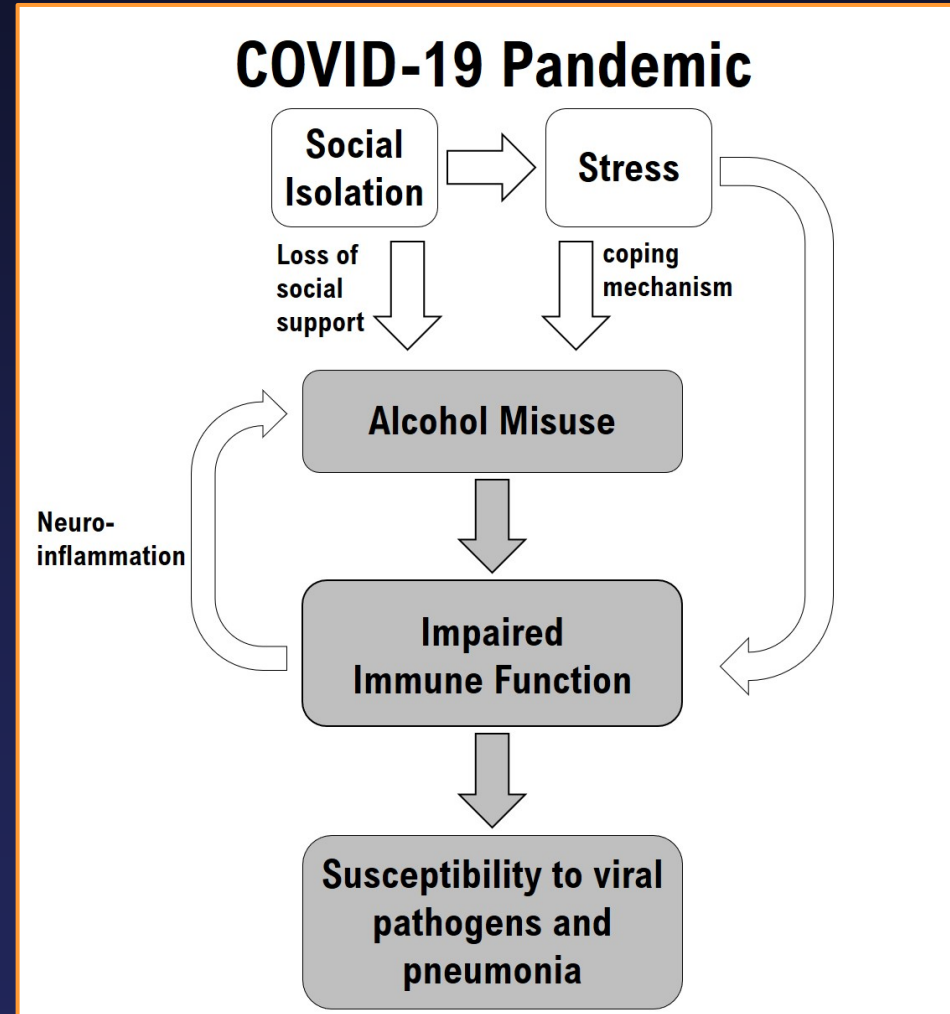 COVID-19 Pandemic
Social
Isolation
Stress
Loss of
social
support
coping
mechanism
Alcohol Misuse
Neuro-
inflammation
Impaired
Immune Function
Susceptibility to viral
pathogens and
pneumonia